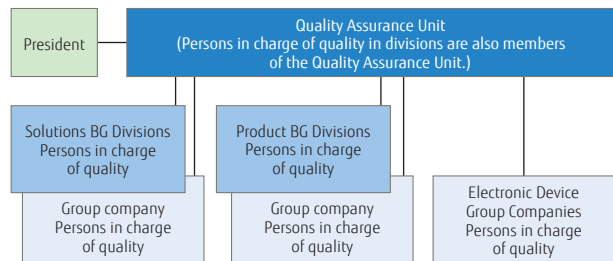 President
Quality Assurance Unit
(Persons in charge of quality in divisions are also members
of the Quality Assurance Unit.)
Solutions BG Divisions
Persons in charge
of quality
Group company
Persons in charge
of quality
Product BG Divisions
Persons in charge
of quality
Group company
Persons in charge
of quality
Electronic Device
Group Companies
Persons in charge
of quality